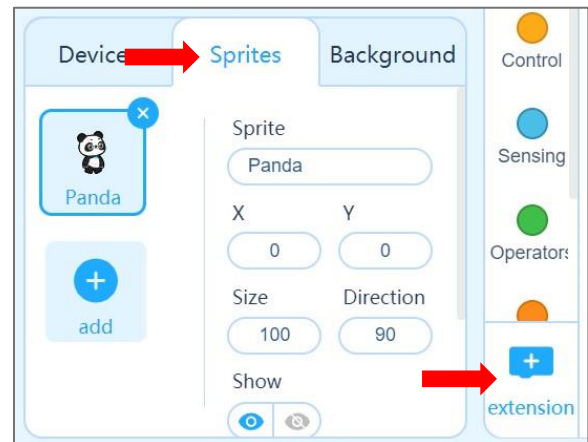 Device
Sprites
Background
Panda
add
Sprite
Panda
X Y
0 0
Size Direction
100 90
Show
Control
Sensing
Operators
extension